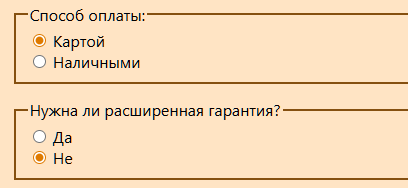 Способ оплаты:
Картой
Наличными
Нужна ли расширенная гарантия?
Да
Не